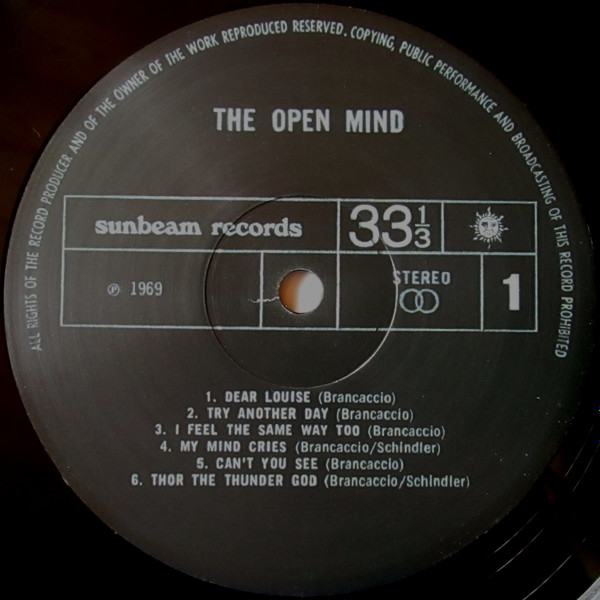 ALL RIGHTS OF THE RECORD PRODUCER AND OF THE OWNER OF THE WORK REPRODUCED RESERVED. COPYING, PUBLIC PERFORMANCE AND BROADCASTING OF THIS RECORD PROHIBITED
THE OPEN MIND
sunbeam records
33 1/3
℗ 1969
STEREO
1
1. DEAR LOUISE (Brancaccio)
2. TRY ANOTHER DAY (Brancaccio)
3. I FEEL THE SAME WAY TOO (Brancaccio)
4. MY MIND CRIES (Brancaccio/Schindler)
5. CAN'T YOU SEE (Brancaccio)
6. THOR THE THUNDER GOD (Brancaccio/Schindler)